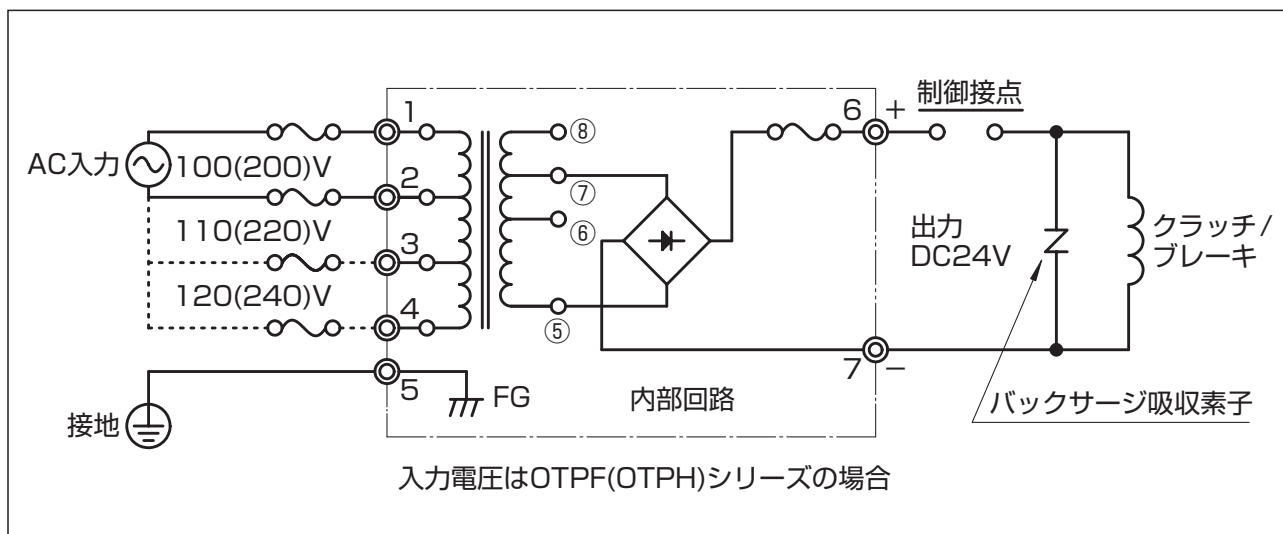 制御接点
1
6
+
⑧
AC入力
100(200)V
2
⑦
⑥
110(220)V
3
出力
DC24V
クラッチ/
ブレーキ
120(240)V
4
⑤
5
FG
内部回路
7
−
バックサージ吸収素子
接地
入力電圧はOTPF(OTPH)シリーズの場合